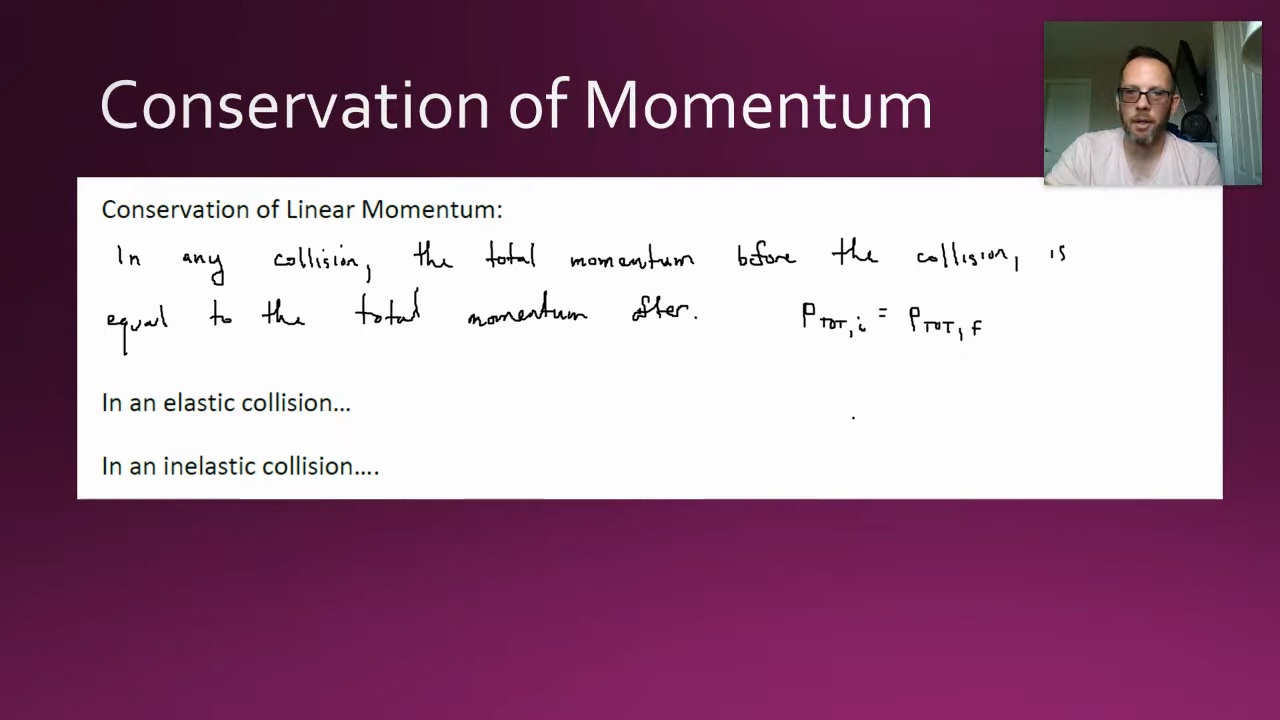 Conservation of Momentum
Conservation of Linear Momentum:
In any collision, the total momentum before the collision, is
equal to the total momentum after. PTOT,i = PTOT,f
In an elastic collision...
In an inelastic collision....